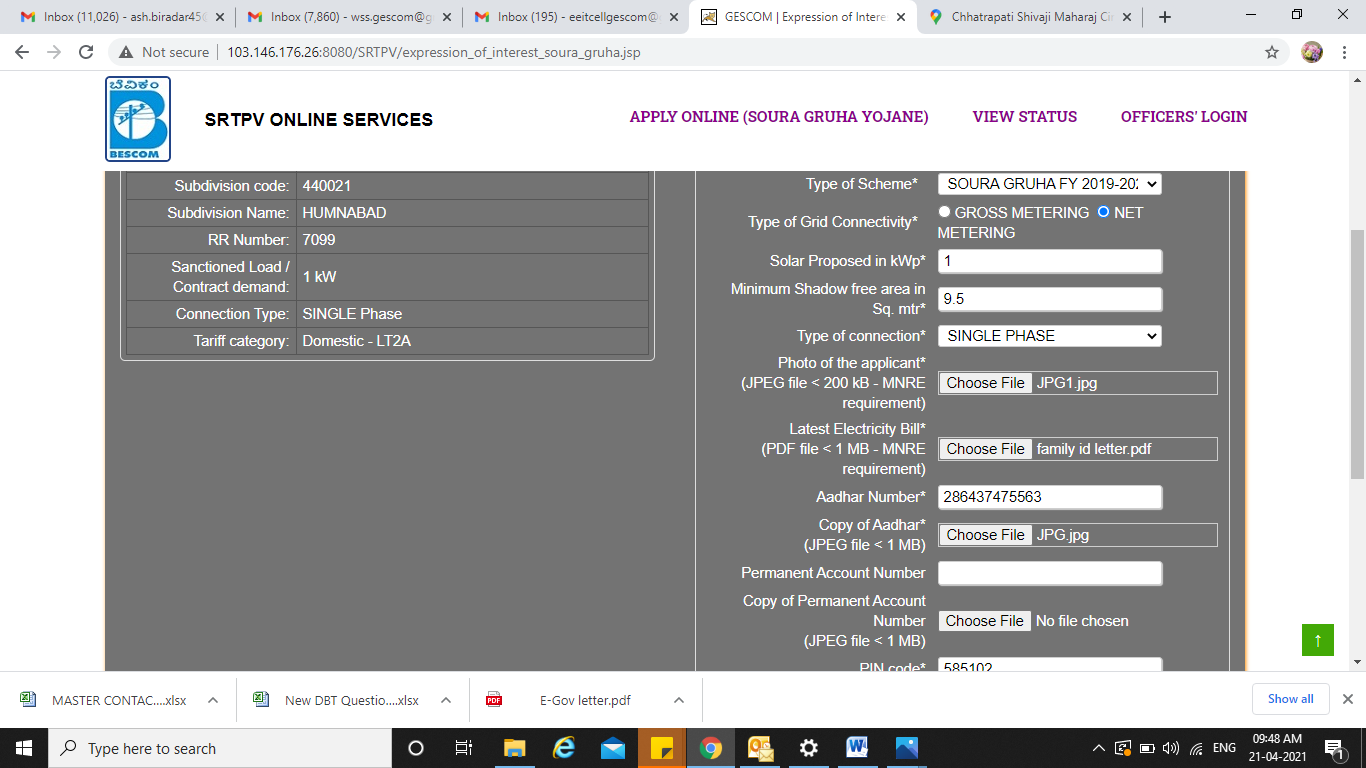 Inbox (11,026) - ash.biradar45@
Inbox (7,860) - wss.gescom@g
Inbox (195) - eeitcellgescom@
GESCOM | Expression of Intere
Chhatrapati Shivaji Maharaj Cir
Not secure
103.146.176.26:8080/SRTPV/expression_of_interest_soura_gruha.jsp
ಬೆವಿಕಂ
BESCOM
SRTPV ONLINE SERVICES
APPLY ONLINE (SOURA GRUHA YOJANE)
VIEW STATUS
OFFICERS' LOGIN
Subdivision code: 440021
Subdivision Name: HUMNABAD
RR Number: 7099
Sanctioned Load /
Contract demand: 1 kW
Connection Type: SINGLE Phase
Tariff category: Domestic - LT2A
Type of Scheme* SOURA GRUHA FY 2019-202
Type of Grid Connectivity* GROSS METERING NET
METERING
Solar Proposed in kWp* 1
Minimum Shadow free area in
Sq. mtr* 9.5
Type of connection* SINGLE PHASE
Photo of the applicant*
(JPEG file < 200 kB - MNRE Choose File JPG1.jpg
requirement)
Latest Electricity Bill*
(PDF file < 1 MB - MNRE Choose File family id letter.pdf
requirement)
Aadhar Number* 286437475563
Copy of Aadhar* Choose File JPG.jpg
(JPEG file < 1 MB)
Permanent Account Number
Copy of Permanent Account
Number Choose File No file chosen
(JPEG file < 1 MB)
PIN code* 585102
MASTER CONTAC....xlsx
New DBT Questio....xlsx
PDF
E-Gov letter.pdf
Show all
Type here to search
ENG
09:48 AM
21-04-2021
1